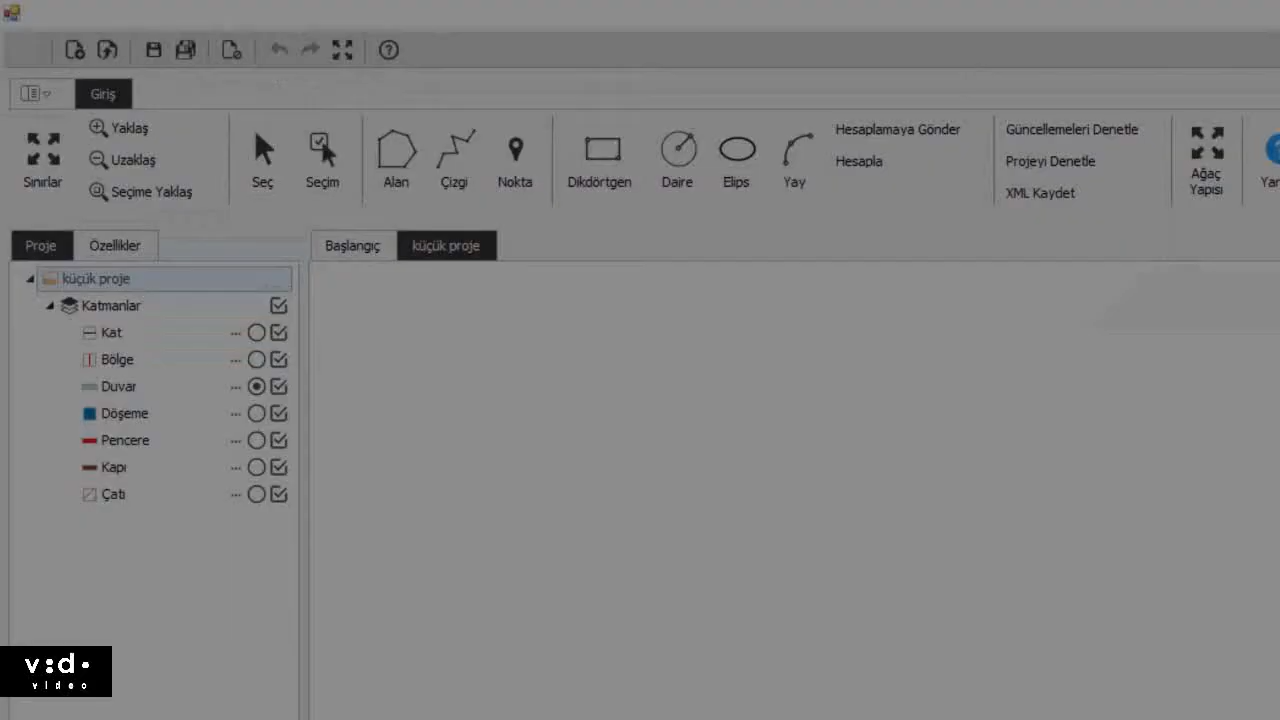 Giriş
Sınırlar
Yaklaş
Uzaklaş
Seçime Yaklaş
Seç
Seçim
Alan
Çizgi
Nokta
Dikdörtgen
Daire
Elips
Yay
Hesaplamaya Gönder
Hesapla
Güncellemeleri Denetle
Projeyi Denetle
XML Kaydet
Ağaç
Yapısı
Proje
Özellikler
Başlangıç
küçük proje
küçük proje
Katmanlar
Kat
Bölge
Duvar
Döşeme
Pencere
Kapı
Çatı
v:d•
video